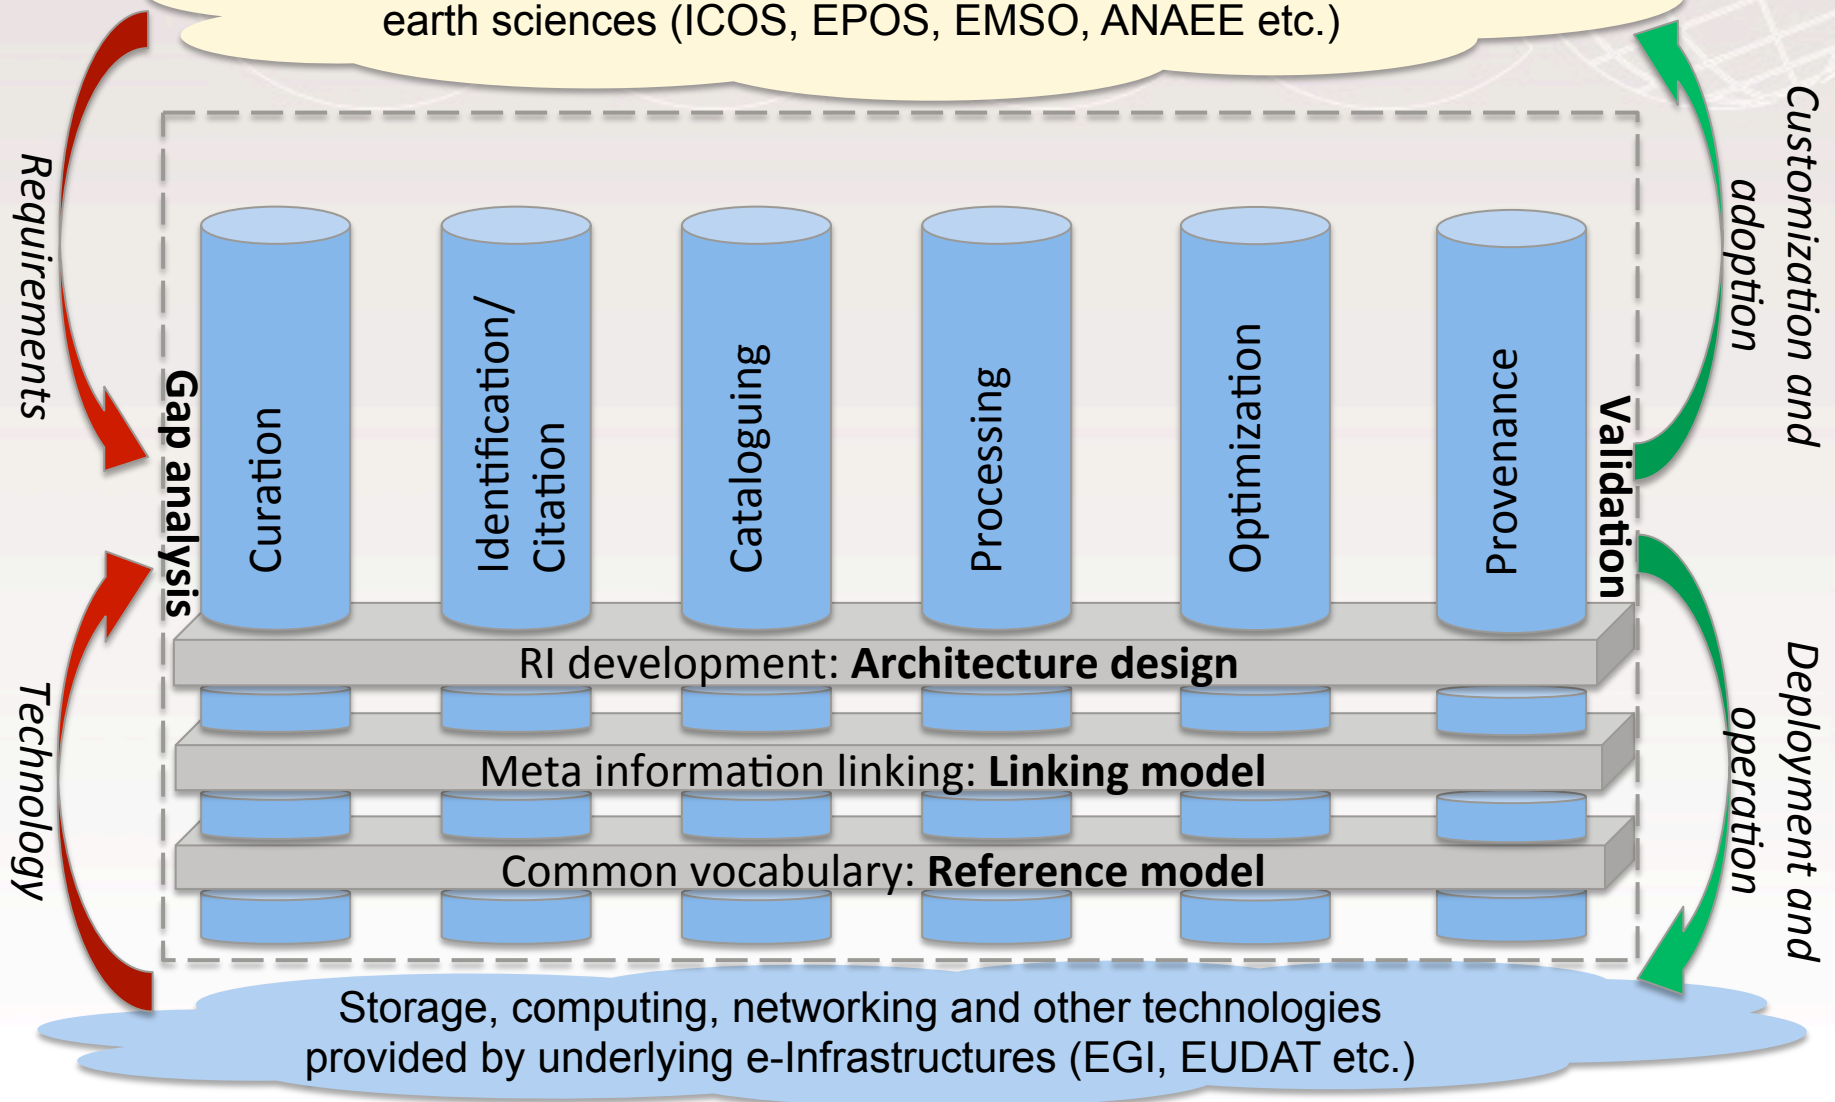 earth sciences (ICOS, EPOS, EMSO, ANAEE etc.)
Requirements
Technology
Gap analysis
Curation
Identification/
Citation
Cataloguing
Processing
Optimization
Provenance
Validation
Customization and
adoption
Deployment and
operation
RI development: Architecture design
Meta information linking: Linking model
Common vocabulary: Reference model
Storage, computing, networking and other technologies
provided by underlying e-Infrastructures (EGI, EUDAT etc.)